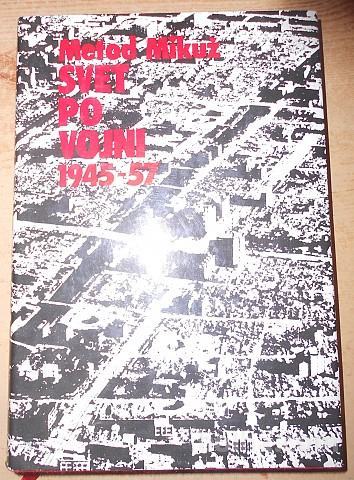 Metod Mikuž
SVET
PO
VOJNI
1945-57